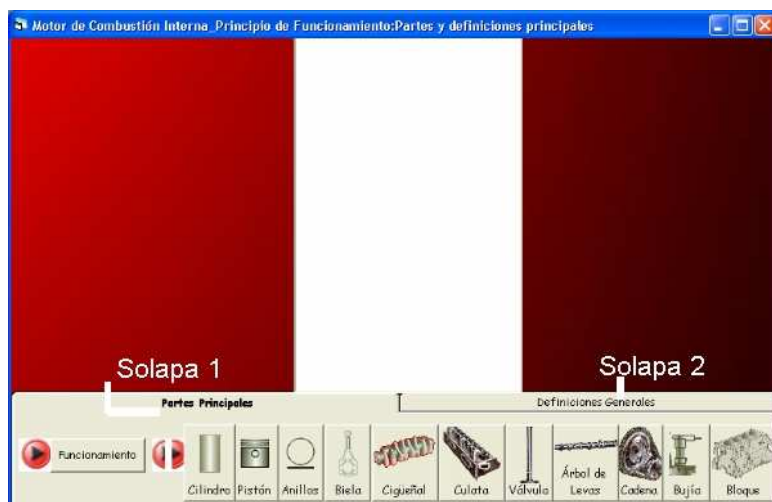 Motor de Combustión Interna_Principio de Funcionamiento:Partes y definiciones principales
Solapa 1
Solapa 2
Partes Principales
Definiciones Generales
Funcionamiento
Cilindro
Pistón
Anillos
Biela
Cigüeñal
Culata
Válvula
Árbol de
Levas
Cadena
Bujía
Bloque